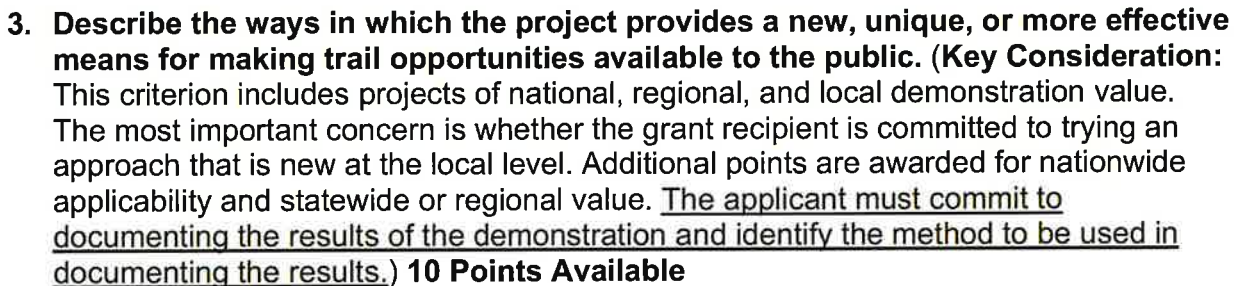 3. Describe the ways in which the project provides a new, unique, or more effective
means for making trail opportunities available to the public. (Key Consideration:
This criterion includes projects of national, regional, and local demonstration value.
The most important concern is whether the grant recipient is committed to trying an
approach that is new at the local level. Additional points are awarded for nationwide
applicability and statewide or regional value. The applicant must commit to
documenting the results of the demonstration and identify the method to be used in
documenting the results.) 10 Points Available